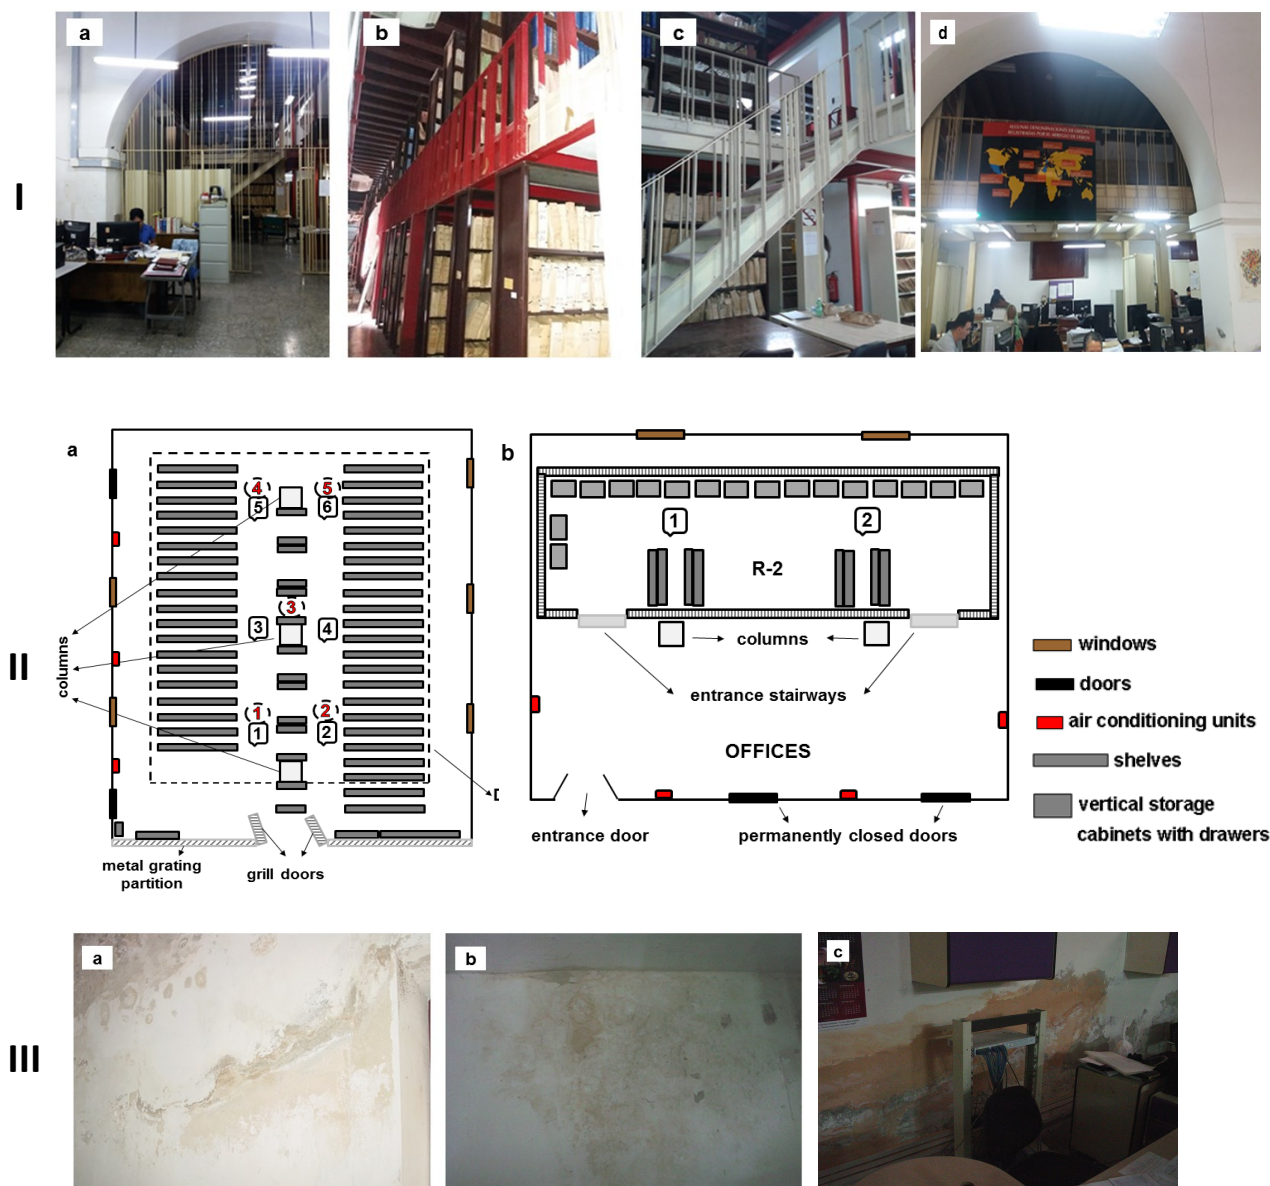 I
a
b
c
d
II
a
4
5
5
6
3
3
4
1
2
1
2
columns
metal grating
partition
grill doors
b
1
2
R-2
columns
entrance stairways
OFFICES
entrance door
permanently closed doors
windows
doors
air conditioning units
shelves
vertical storage
cabinets with drawers
III
a
b
c